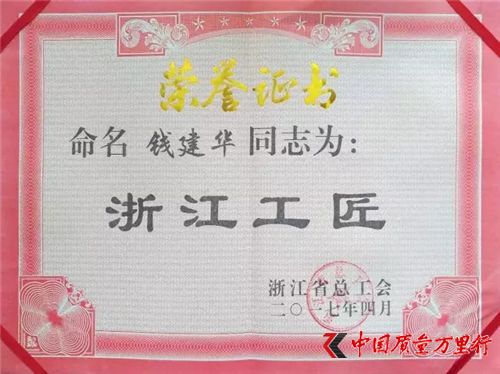 荣誉证书
命名 钱建华 同志为:
浙江工匠
浙江省总工会
二〇一七年四月
中国质量万里行